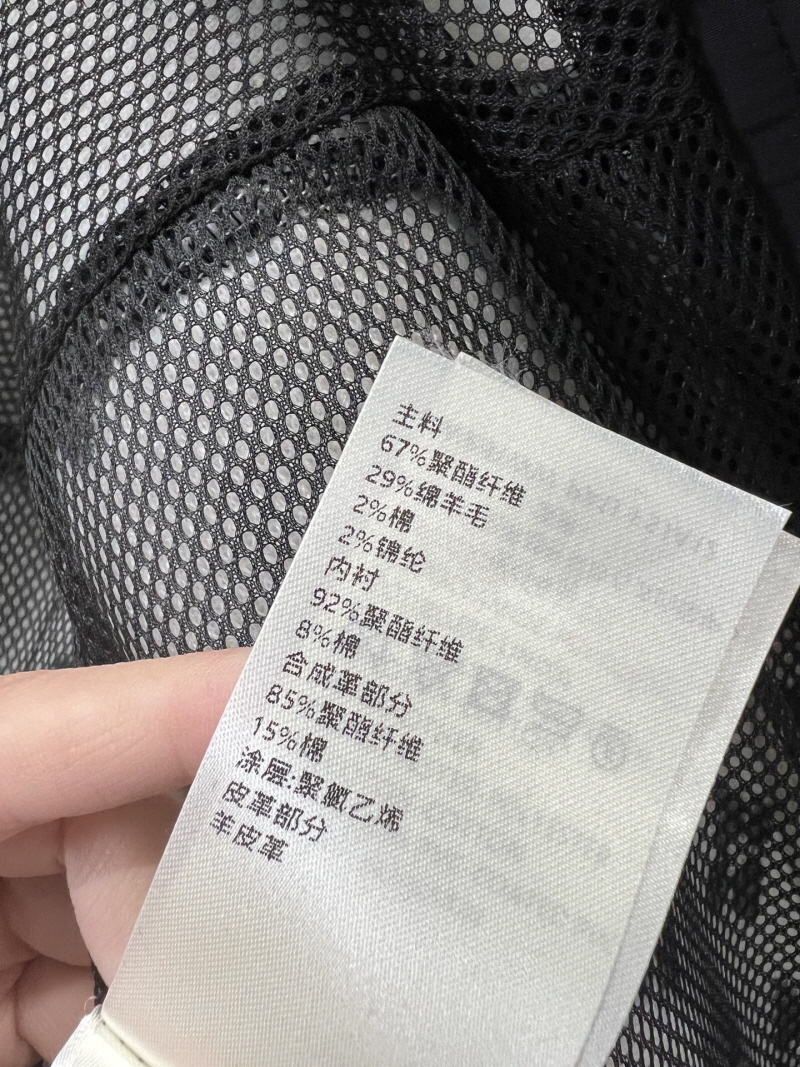 主料
67%聚酯纤维
29%绵羊毛
2%棉
2%锦纶
内衬
92%聚酯纤维
8%棉
合成革部分
85%聚酯纤维
15%棉
涂层:聚氟乙烯
皮革部分
羊皮革